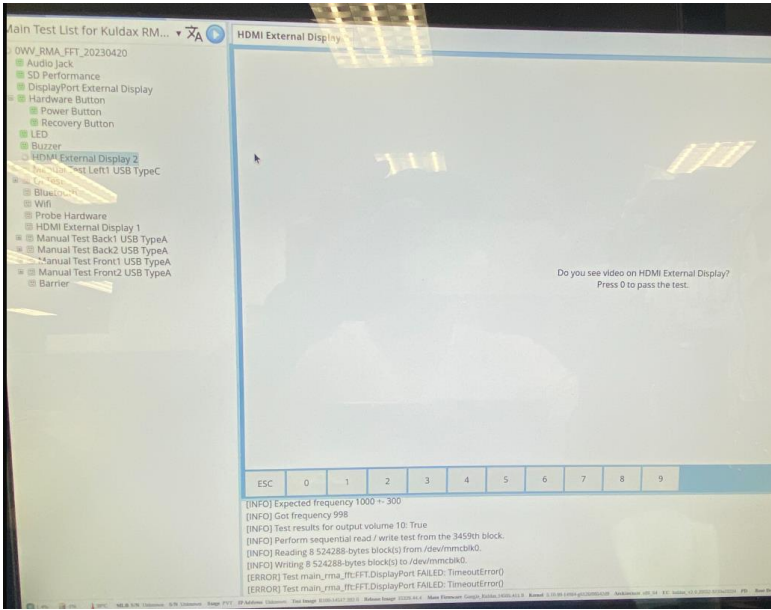 Main Test List for Kuldax RM...
HDMI External Display
0WV_RMA_FFT_20230420
Audio Jack
SD Performance
DisplayPort External Display
Hardware Button
Power Button
Recovery Button
LED
Buzzer
HDMI External Display 2
Test Left1 USB TypeC
Bluetooth
Wifi
Probe Hardware
HDMI External Display 1
Manual Test Back1 USB TypeA
Manual Test Back2 USB TypeA
Manual Test Front1 USB TypeA
Manual Test Front2 USB TypeA
Barrier
Do you see video on HDMI External Display?
Press 0 to pass the test.
ESC 0 1 2 3 4 5 6 7 8 9
[INFO] Expected frequency 1000 +- 300
[INFO] Got frequency 998
[INFO] Test results for output volume 10: True
[INFO] Perform sequential read / write test from the 3459th block.
[INFO] Reading 8 524288-bytes block(s) from /dev/mmcblk0.
[INFO] Writing 8 524288-bytes block(s) to /dev/mmcblk0.
[ERROR] Test main_rma_fft:FFT.DisplayPort FAILED: TimeoutError()
[ERROR] Test main_rma_fft:FFT.DisplayPort FAILED: TimeoutError()